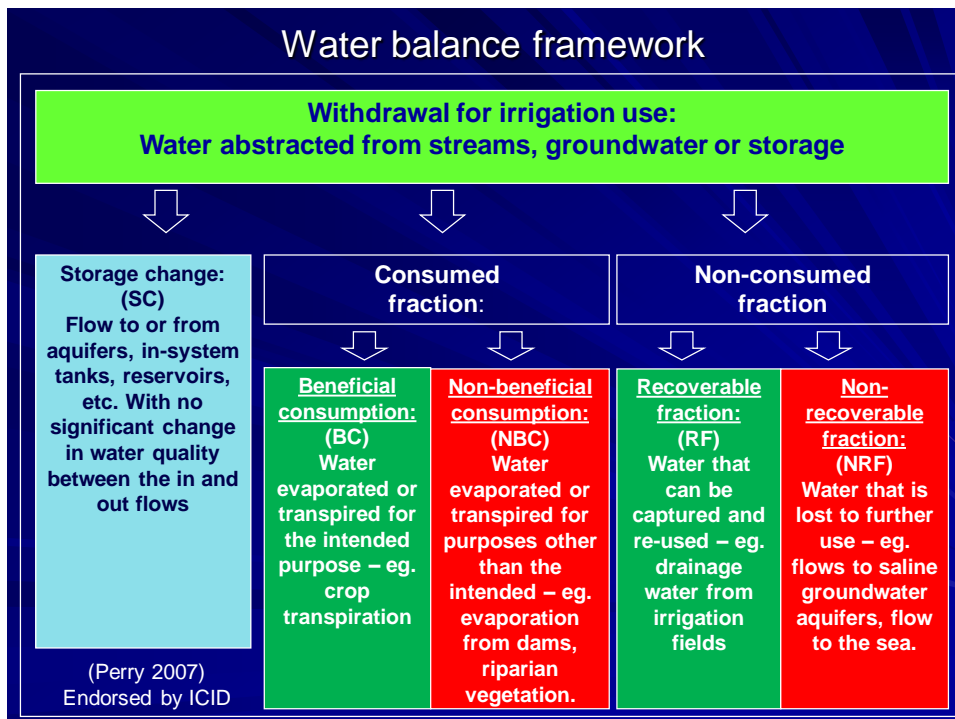 Water balance framework
Withdrawal for irrigation use:
Water abstracted from streams, groundwater or storage
Storage change:
(SC)
Flow to or from
aquifers, in-system
tanks, reservoirs,
etc. With no
significant change
in water quality
between the in and
out flows
(Perry 2007)
Endorsed by ICID
Consumed
fraction:
Beneficial
consumption:
(BC)
Water
evaporated or
transpired for
the intended
purpose – eg.
crop
transpiration
Non-beneficial
consumption:
(NBC)
Water
evaporated or
transpired for
purposes other
than the
intended – eg.
evaporation
from dams,
riparian
vegetation.
Non-consumed
fraction
Recoverable
fraction:
(RF)
Water that
can be
captured and
re-used – eg.
drainage
water from
irrigation
fields
Non-
recoverable
fraction:
(NRF)
Water that is
lost to further
use – eg.
flows to saline
groundwater
aquifers, flow
to the sea.